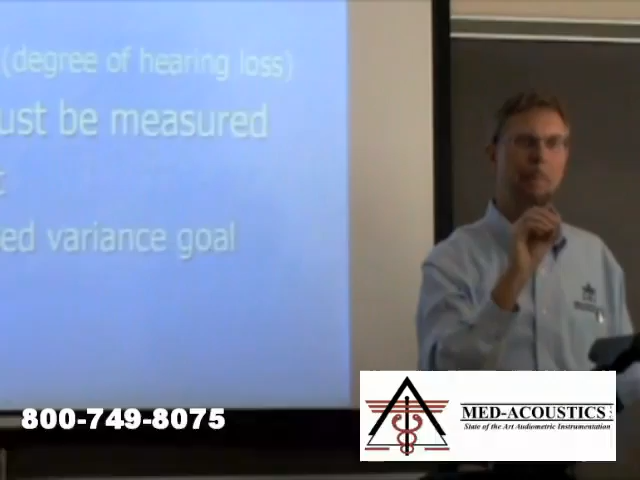 (degree of hearing loss)
ust be measured
ed variance goal
800-749-8075
MED-ACOUSTICS
State of the Art Audiometric Instrumentation